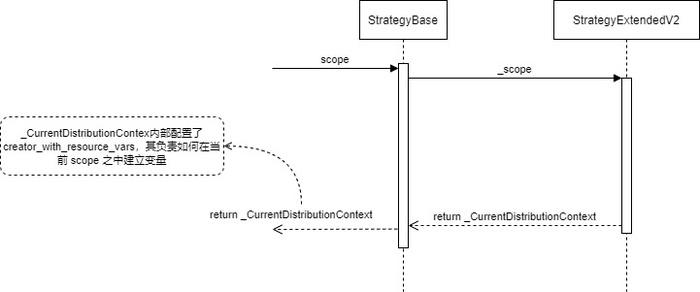 StrategyBase
StrategyExtendedV2
scope
_scope
_CurrentDistributionContex内部配置了
creator_with_resource_vars，其负责如何在当
前 scope 之中建立变量
return _CurrentDistributionContext
return _CurrentDistributionContext